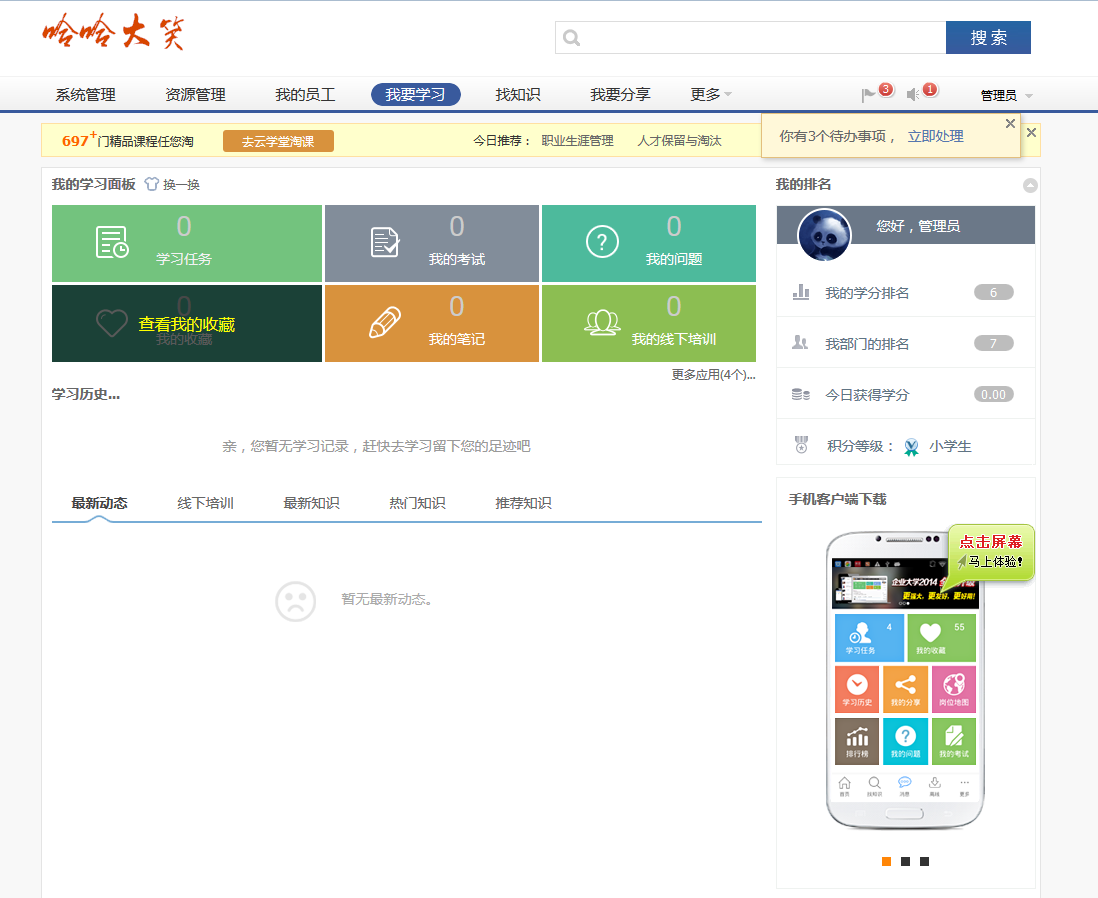 哈哈大笑
搜 索
系统管理 资源管理 我的员工 我要学习 找知识 我要分享 更多 3 1 管理员
697+门精品课程任您淘 去云学堂淘课 今日推荐： 职业生涯管理 人才保留与淘汰
你有3个待办事项， 立即处理
我的学习面板 换一换
0
学习任务
0
我的考试
0
我的问题
0
查看我的收藏
我的收藏
0
我的笔记
0
我的线下培训
更多应用(4个)...
学习历史...
亲，您暂无学习记录，赶快去学习留下您的足迹吧
最新动态 线下培训 最新知识 热门知识 推荐知识
暂无最新动态。
我的排名
您好，管理员
我的学分排名 6
我部门的排名 7
今日获得学分 0.00
积分等级： 小学生
手机客户端下载
点击屏幕
马上体验!
企业大学2014
更强大，更友好，更好用!
4
学习任务
55
我的收藏
学习历史 我的分享 岗位地图
排行榜 我的问题 我的考试
首页 找知识 消息 离线 更多